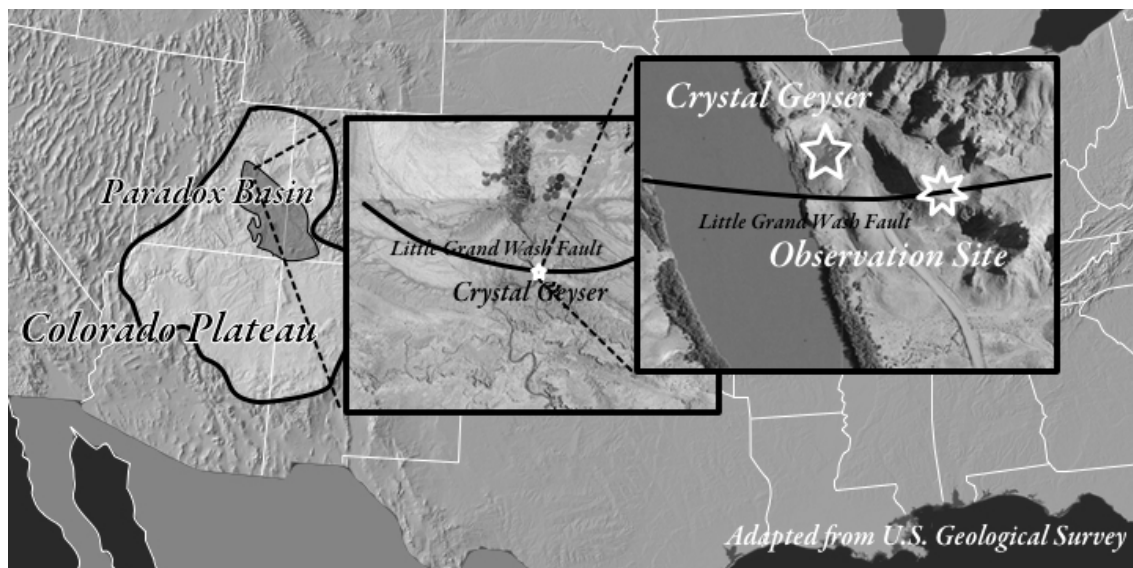 Paradox Basin
Colorado Plateau
Little Grand Wash Fault
Crystal Geyser
Crystal Geyser
Little Grand Wash Fault
Observation Site
Adapted from U.S. Geological Survey